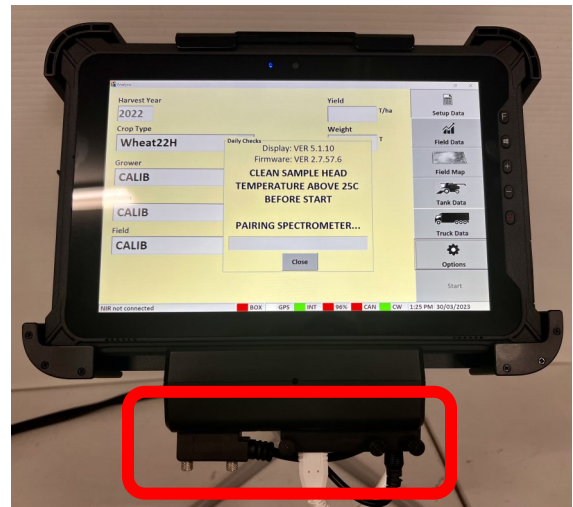 Harvest Year
2022
Crop Type
Wheat22H
Grower
CALIB
CALIB
Field
CALIB
Yield
T/ha
Weight
T
Daily Checks
Display: VER 5.1.10
Firmware: VER 2.7.57.6
CLEAN SAMPLE HEAD
TEMPERATURE ABOVE 25C
BEFORE START
PAIRING SPECTROMETER...
Close
Setup Data
Field Data
Field Map
Tank Data
Truck Data
Options
Start
F
NIR not connected
BOX GPS INT 96% CAN CW 1:25 PM 30/03/2023